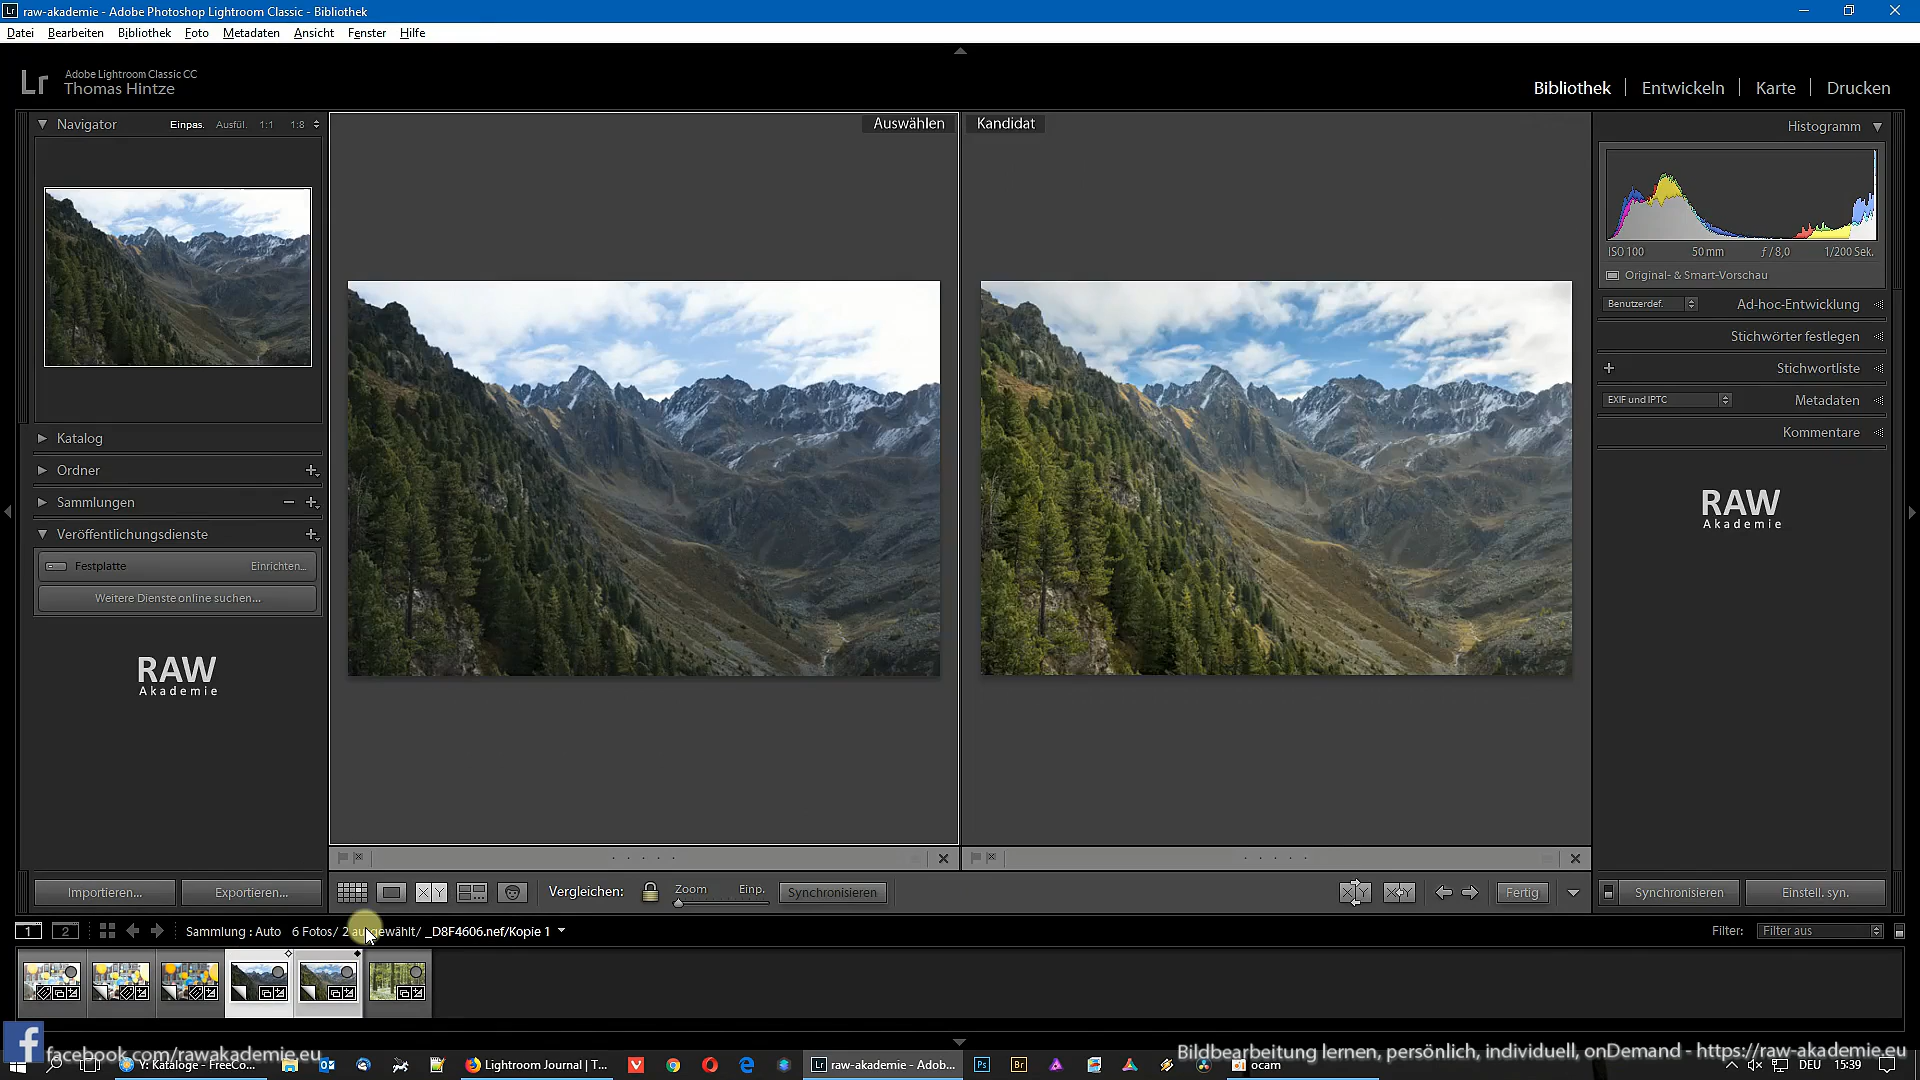 raw-akademie - Adobe Photoshop Lightroom Classic - Bibliothek
Datei Bearbeiten Bibliothek Foto Metadaten Ansicht Fenster Hilfe
Lr Adobe Lightroom Classic CC
Thomas Hintze
Bibliothek Entwickeln Karte Drucken
Navigator Einpas. Ausfül. 1:1 1:8
Auswählen
Kandidat
Histogramm
ISO 100 50 mm ƒ / 8,0 1/200 Sek.
Original- & Smart-Vorschau
Benutzerdef. Ad-hoc-Entwicklung
Stichwörter festlegen
Stichwortliste
EXIF und IPTC Metadaten
Kommentare
RAW
Akademie
Katalog
Ordner
Sammlungen
Veröffentlichungsdienste
Festplatte Einrichten...
Weitere Dienste online suchen...
RAW
Akademie
Importieren... Exportieren...
X Y Vergleichen: Zoom Einp. Synchronisieren
Fertig
Synchronisieren Einstell. syn.
1 2 Sammlung : Auto 6 Fotos/ 2 ausgewählt/ _D8F4606.nef/Kopie 1
Filter: Filter aus
facebook.com/rawakademie.eu
Bildbearbeitung lernen, persönlich, individuell, onDemand - https://raw-akademie.eu
Y: Kataloge - FreeCo... Lightroom Journal | T... Lr raw-akademie - Adob... Ps Br ocam DEU 15:39